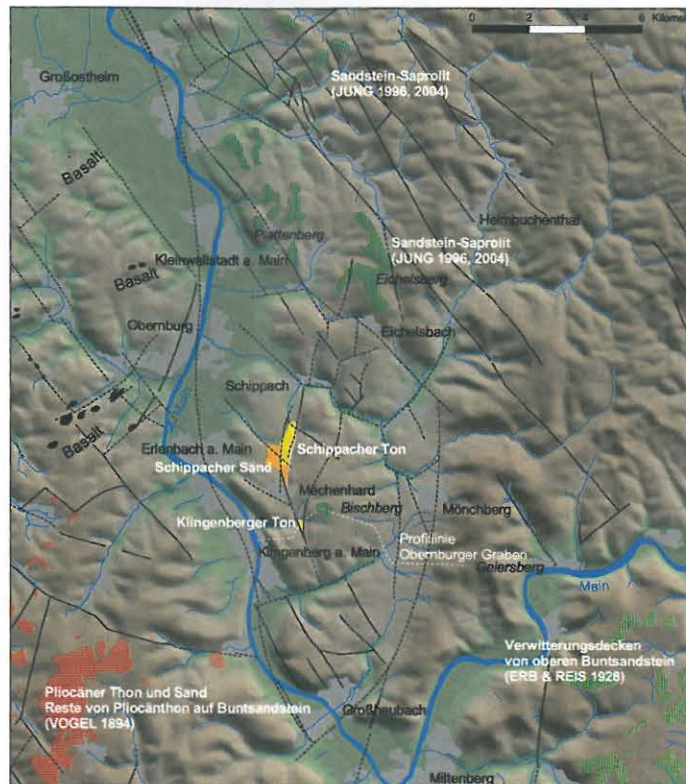 0 2 4 6 Kilomet
Großostheim
Sandstein-Saprolit
(JUNG 1996, 2004)
Basalt
Heimbuchenthal
Plattenberg
Sandstein-Saprolit
(JUNG 1996, 2004)
Kleinwallstadt a. Main
Basalt
Eichelsberg
Obernburg
Eichelsbach
Schippach
Basalt
Erlenbach a. Main
Schippacher Ton
Schippacher Sand
Mechenhard
Bischberg
Mönchberg
Klingenberger Ton
Klingenberg a. Main
Profillinie
Obernburger Graben
Geiersberg
Main
Verwitterungsdecken
von oberen Buntsandstein
(ERB & REIS 1928)
Pliocäner Thon und Sand
Reste von Pliocänthon auf Buntsandstein
(VOGEL 1894)
Großheubach
Miltenberg